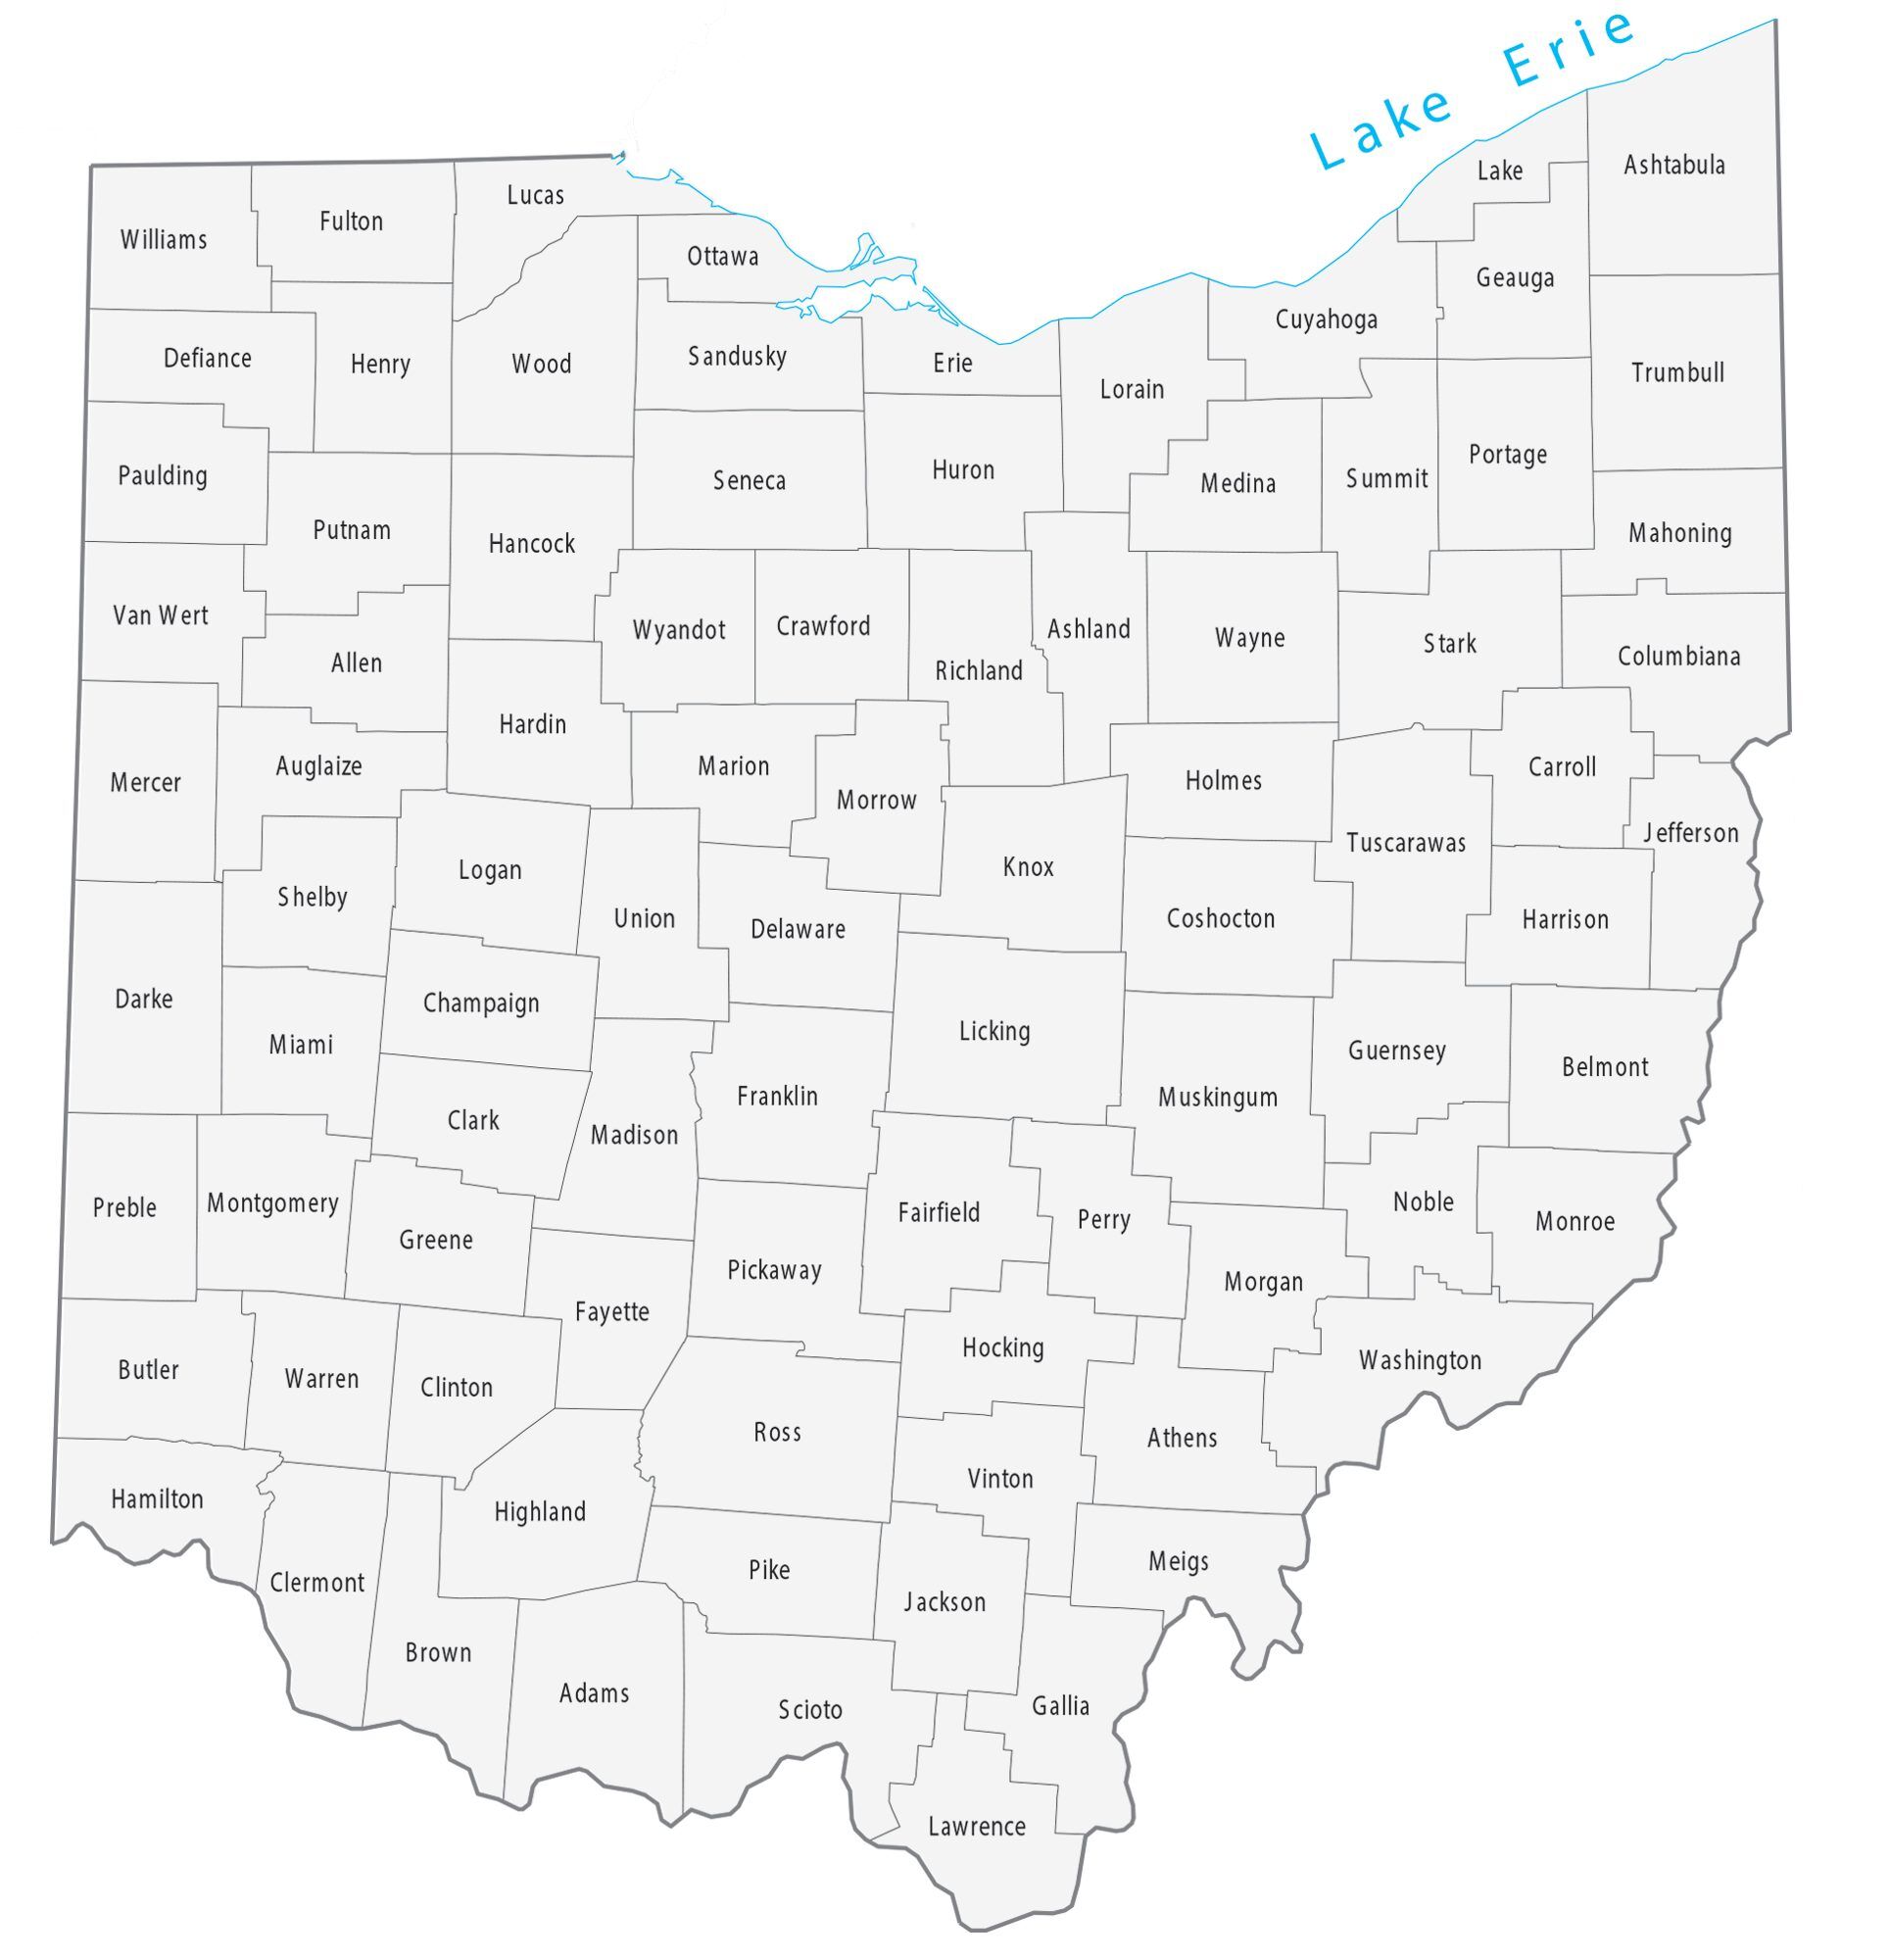 Lake Erie
Lake
Ashtabula
Lucas
Fulton
Williams
Ottawa
Geauga
Cuyahoga
Defiance
Henry
Wood
Sandusky
Erie
Lorain
Trumbull
Paulding
Seneca
Huron
Medina
Summit
Portage
Putnam
Hancock
Mahoning
Van Wert
Allen
Wyandot
Crawford
Richland
Ashland
Wayne
Stark
Columbiana
Mercer
Auglaize
Hardin
Marion
Morrow
Holmes
Carroll
Tuscarawas
Jefferson
Shelby
Logan
Union
Delaware
Knox
Coshocton
Harrison
Darke
Miami
Champaign
Licking
Guernsey
Belmont
Clark
Madison
Franklin
Muskingum
Preble
Montgomery
Greene
Fairfield
Perry
Noble
Monroe
Pickaway
Morgan
Fayette
Butler
Warren
Clinton
Hocking
Washington
Ross
Athens
Hamilton
Highland
Vinton
Clermont
Pike
Jackson
Meigs
Brown
Adams
Scioto
Gallia
Lawrence